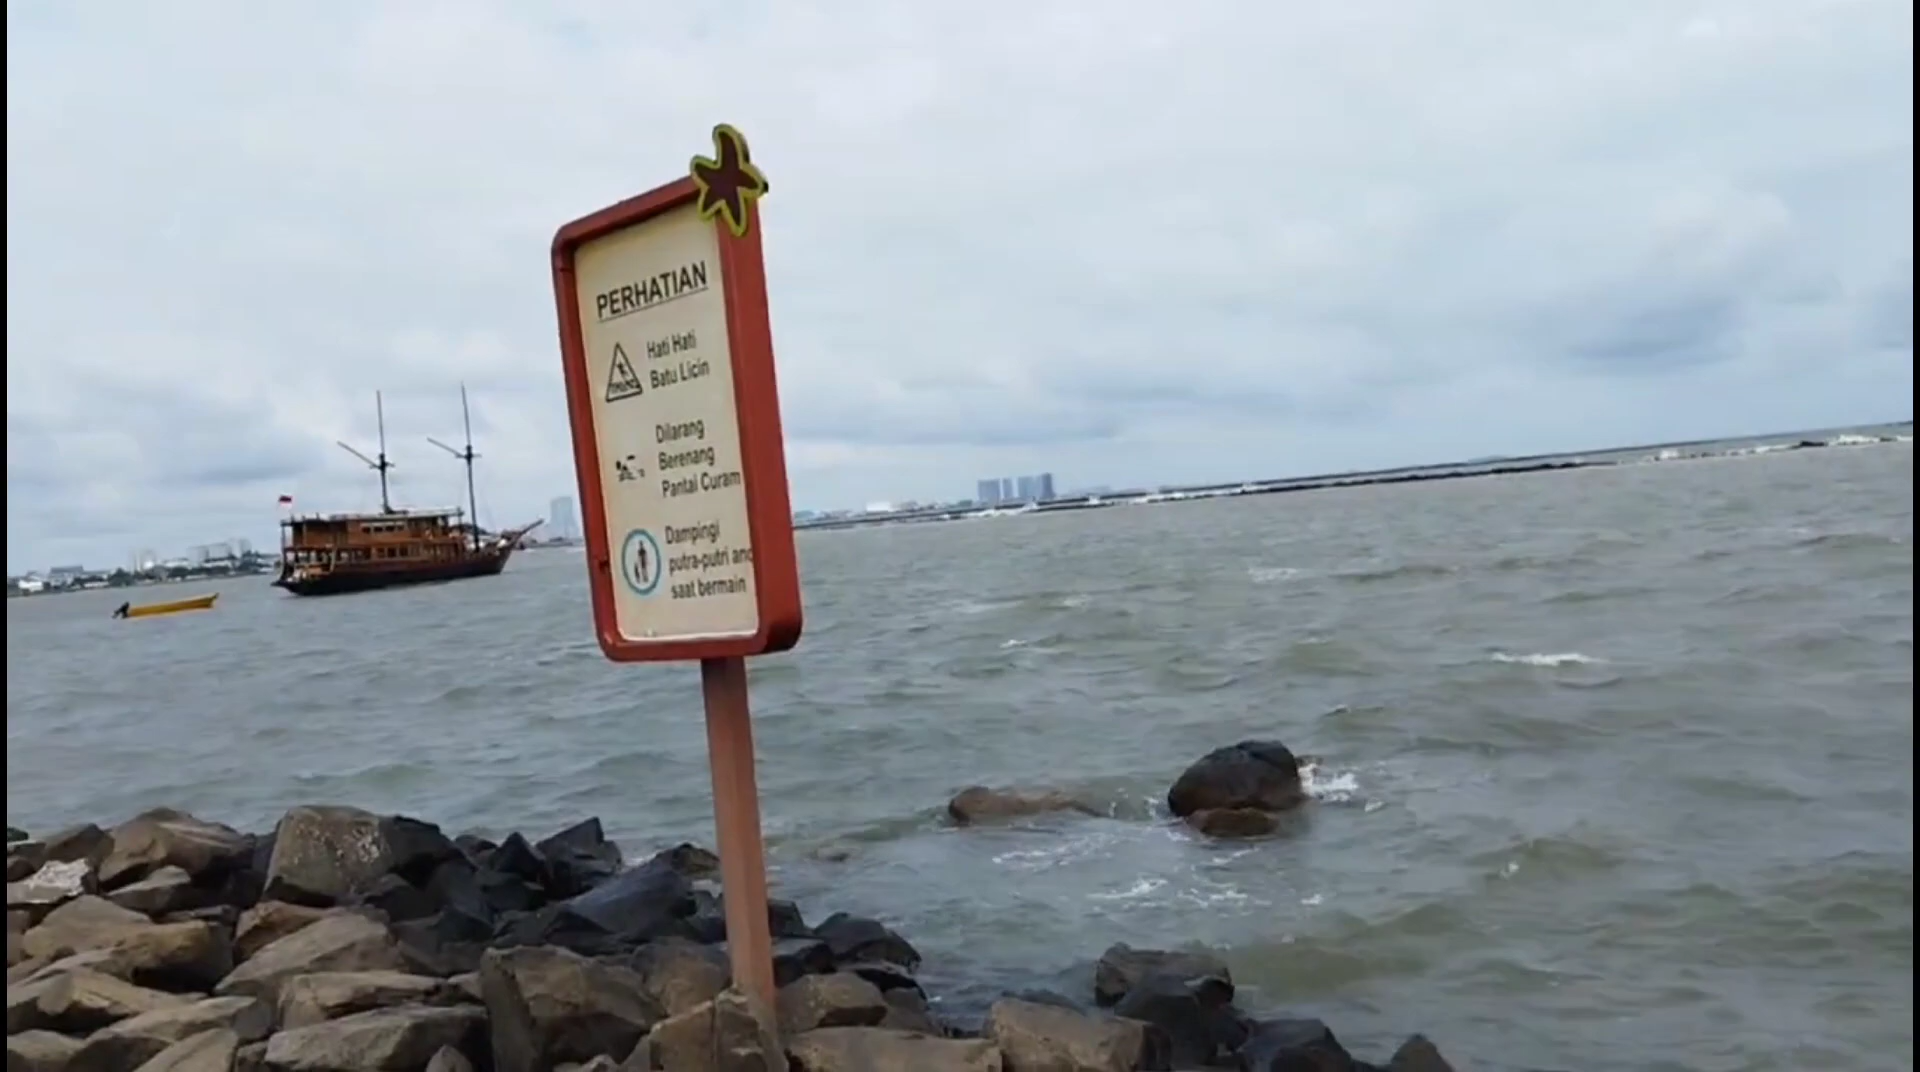 PERHATIAN
Hati Hati
Batu Licin
Dilarang
Berenang
Pantai Curam
Dampingi
putra-putri
saat bermain